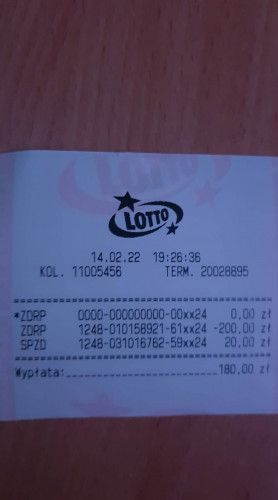 LOTTO
14.02.22 19:26:36
KOL. 11005456 TERM. 20028895
*ZDRP 0000-000000000-00xx24 0,00 zł
ZDRP 1248-010158921-61xx24 -200,00 zł
SPZD 1248-031016762-59xx24 20,00 zł
Wypłata: 180,00 zł